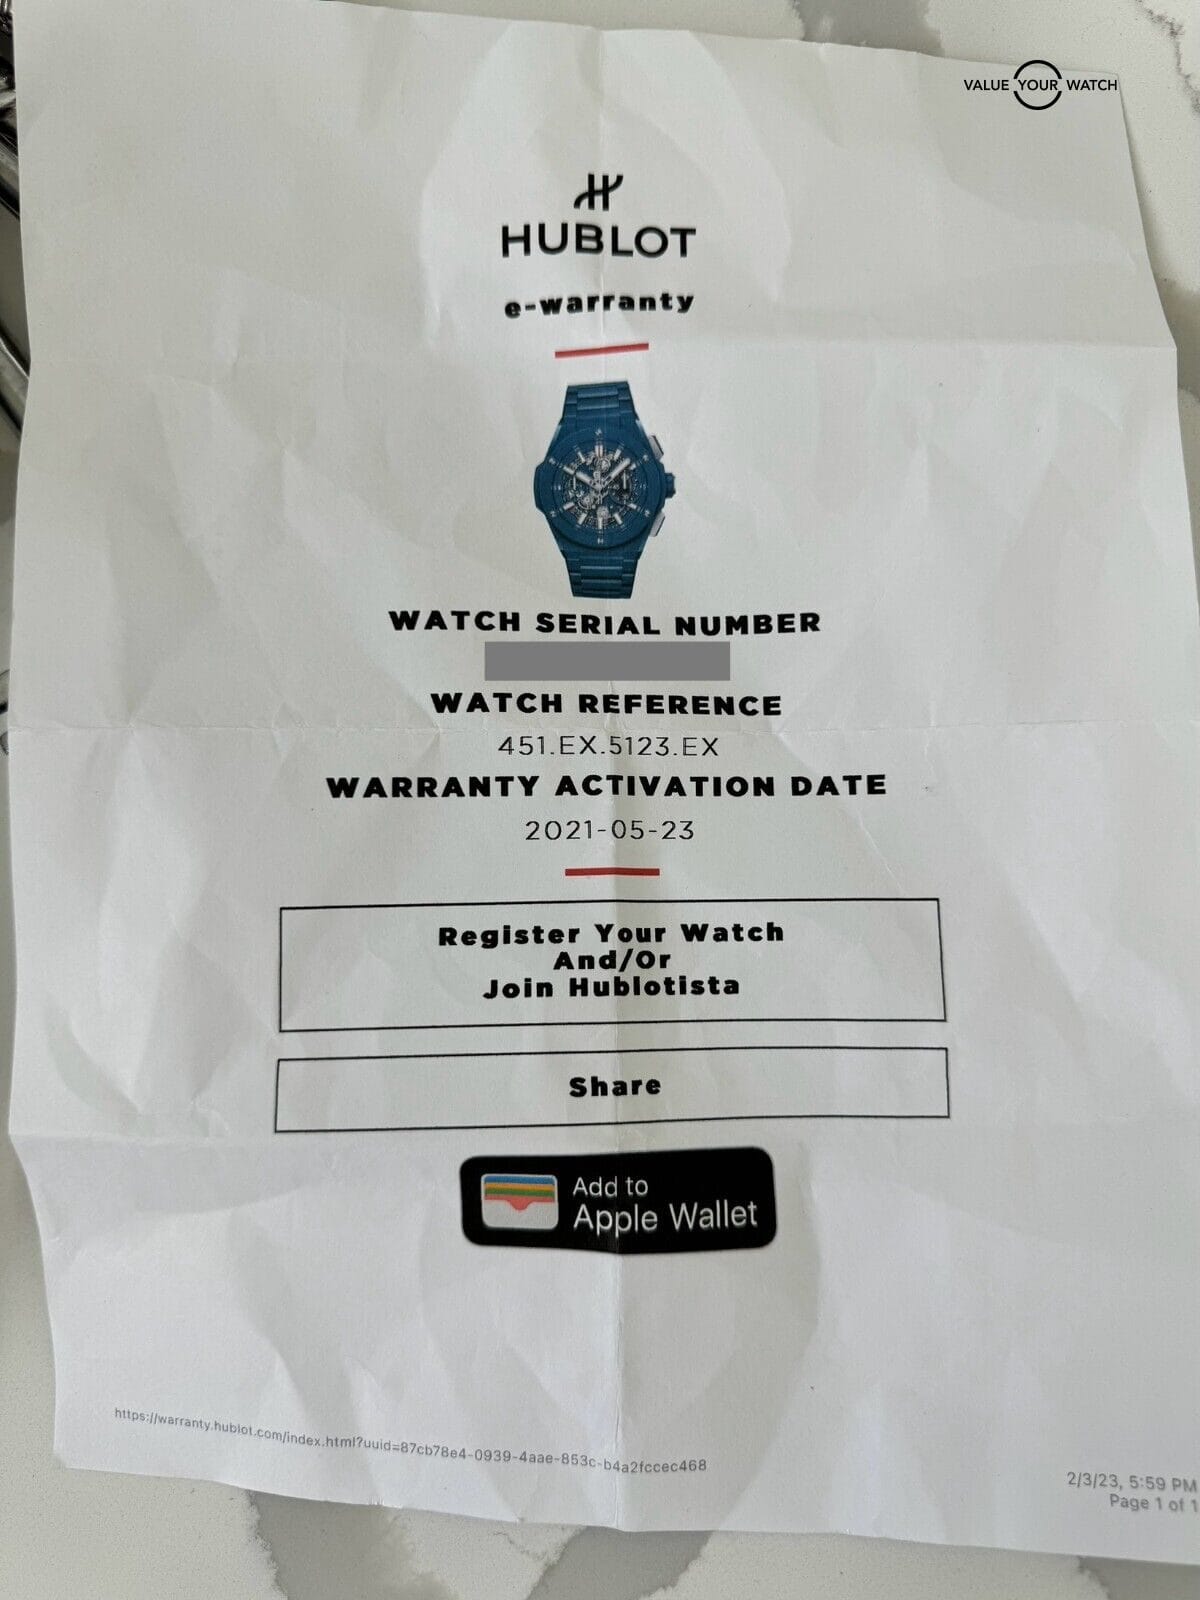 VALUE YOUR WATCH
HUBLOT
e-warranty
WATCH SERIAL NUMBER
WATCH REFERENCE
451.EX.5123.EX
WARRANTY ACTIVATION DATE
2021-05-23
Register Your Watch
And/Or
Join Hublotista
Share
Add to
Apple Wallet
https://warranty.hublot.com/index.html?uuid=87cb78e4-0939-4aae-853c-b4a2fccec468
2/3/23, 5:59 PM
Page 1 of 1